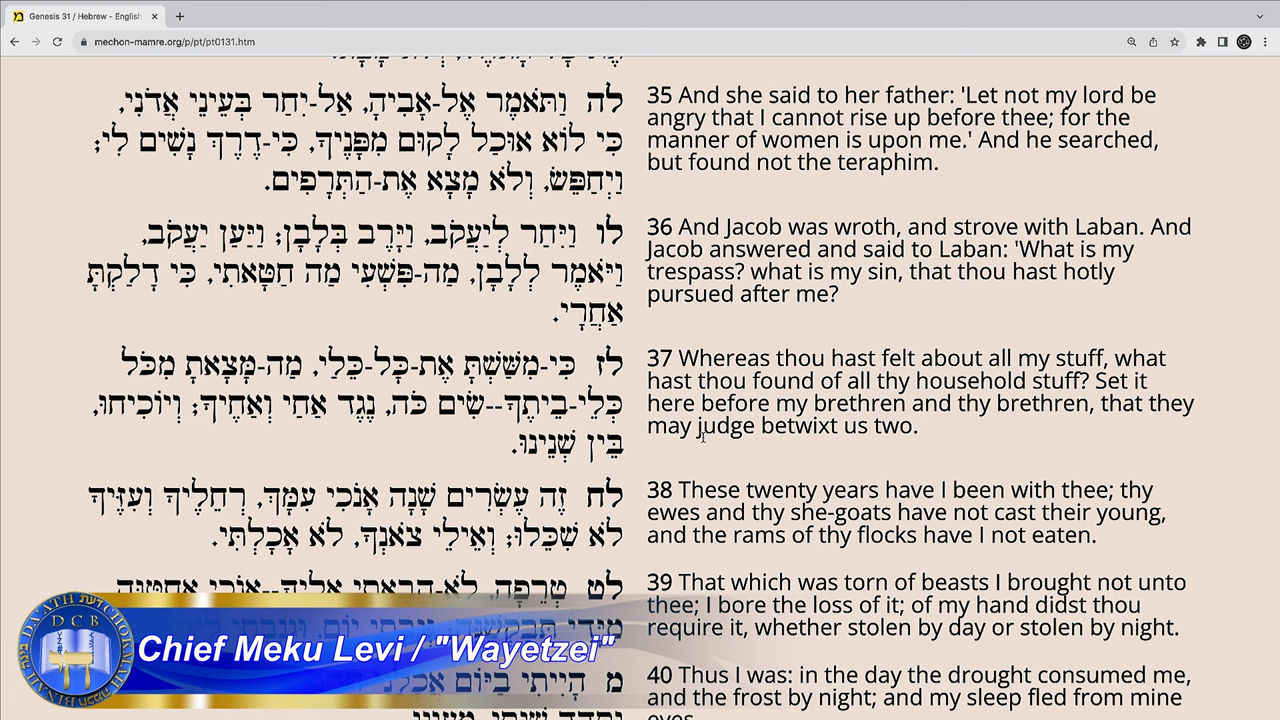 Genesis 31 / Hebrew - English
mechon-mamre.org/p/pt/pt0131.htm
לה וַתֹּאמֶר אֶל-אָבִיהָ, אַל-יִחַר בְּעֵינֵי אֲדֹנִי,
כִּי לוֹא אוּכַל לָקוּם מִפָּנֶיךָ, כִּי-דֶרֶךְ נָשִׁים לִי;
וַיְחַפֵּשׂ, וְלֹא מָצָא אֶת-הַתְּרָפִים.
לו וַיִּחַר לְיַעֲקֹב, וַיָּרֶב בְּלָבָן; וַיַּעַן יַעֲקֹב,
וַיֹּאמֶר לְלָבָן, מַה-פִּשְׁעִי מַה חַטָּאתִי, כִּי דָלַקְתָּ
אַחֲרָי.
לז כִּי-מִשַּׁשְׁתָּ אֶת-כָּל-כֵּלַי, מַה-מָּצָאתָ מִכֹּל
כְּלֵי-בֵיתֶךָ--שִׂים כֹּה, נֶגֶד אַחַי וְאַחֶיךָ; וְיוֹכִיחוּ,
בֵּין שְׁנֵינוּ.
לח זֶה עֶשְׂרִים שָׁנָה אָנֹכִי עִמָּךְ, רְחֵלֶיךָ וְעִזֶּיךָ
לֹא שִׁכֵּלוּ; וְאֵילֵי צֹאנְךָ, לֹא אָכָלְתִּי.
לט טְרֵפָה, לֹא-הֵבֵאתִי אֵלֶיךָ--אָנֹכִי אֲחַטֶּנָּה
מ הָיִיתִי בַיּוֹם אֲכָלַנִי
35 And she said to her father: 'Let not my lord be
angry that I cannot rise up before thee; for the
manner of women is upon me.' And he searched,
but found not the teraphim.
36 And Jacob was wroth, and strove with Laban. And
Jacob answered and said to Laban: 'What is my
trespass? what is my sin, that thou hast hotly
pursued after me?
37 Whereas thou hast felt about all my stuff, what
hast thou found of all thy household stuff? Set it
here before my brethren and thy brethren, that they
may judge betwixt us two.
38 These twenty years have I been with thee; thy
ewes and thy she-goats have not cast their young,
and the rams of thy flocks have I not eaten.
39 That which was torn of beasts I brought not unto
thee; I bore the loss of it; of my hand didst thou
require it, whether stolen by day or stolen by night.
40 Thus I was: in the day the drought consumed me,
and the frost by night; and my sleep fled from mine
eyes.
DCB
Chief Meku Levi / "Wayetzei"